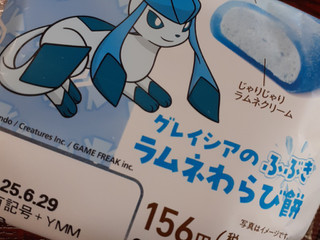 じゃりじゃり
ラムネクリーム
ndo / Creatures Inc. / GAME FREAK inc.
グレイシアの ふぶき
ラムネわらび餅
25.6.29
記号+YMM
156円(税
写真はイメージです。